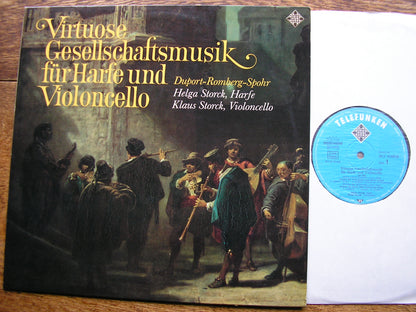 Virtuose
Gesellschaftsmusik
für Harfe und
Violoncello
Duport-Romberg-Spohr
Helga Storck, Harfe
Klaus Storck, Violoncello
TELEFUNKEN